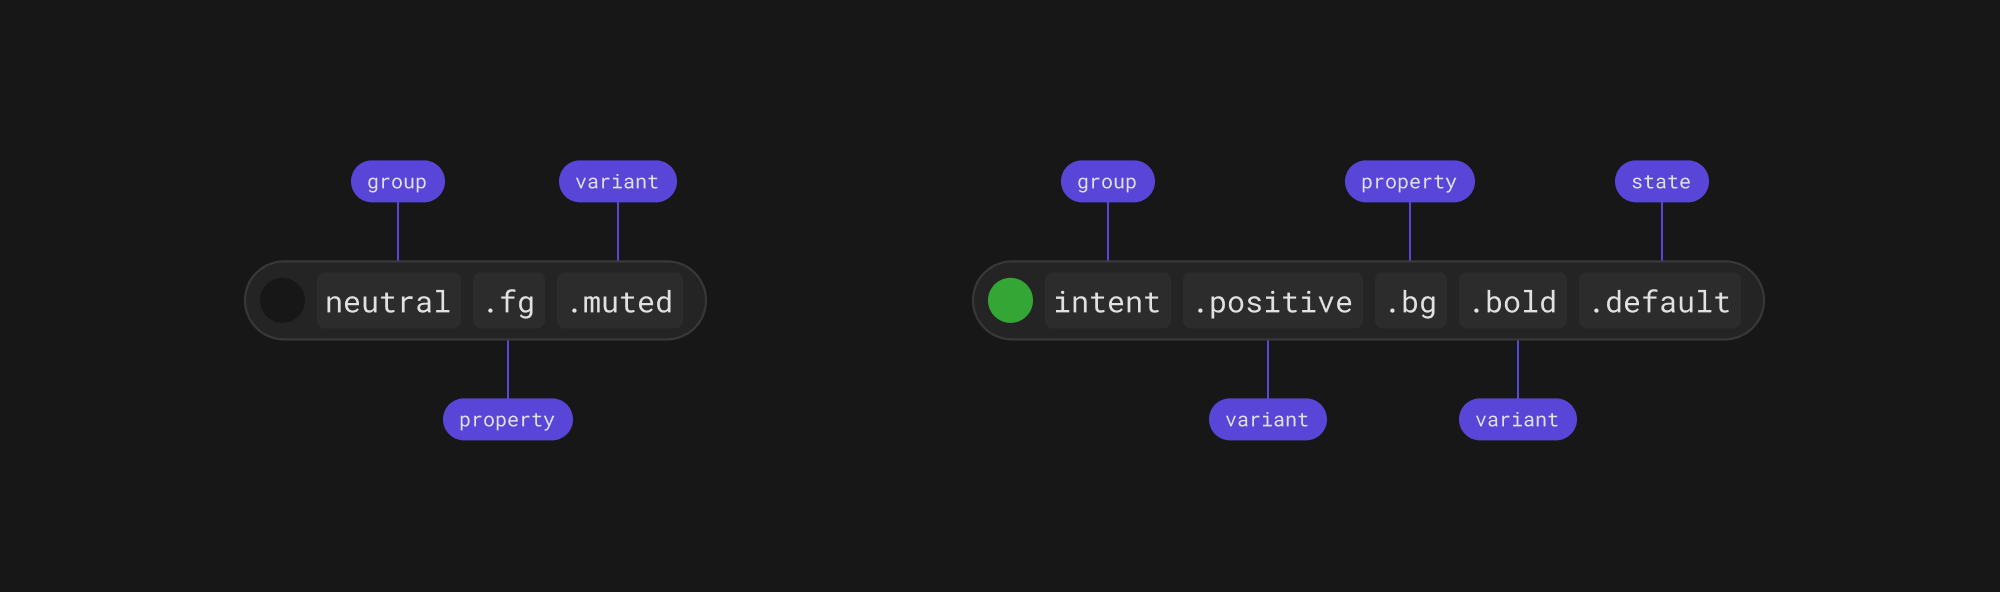 group
variant
neutral .fg .muted
property
group
property
state
intent .positive .bg .bold .default
variant
variant